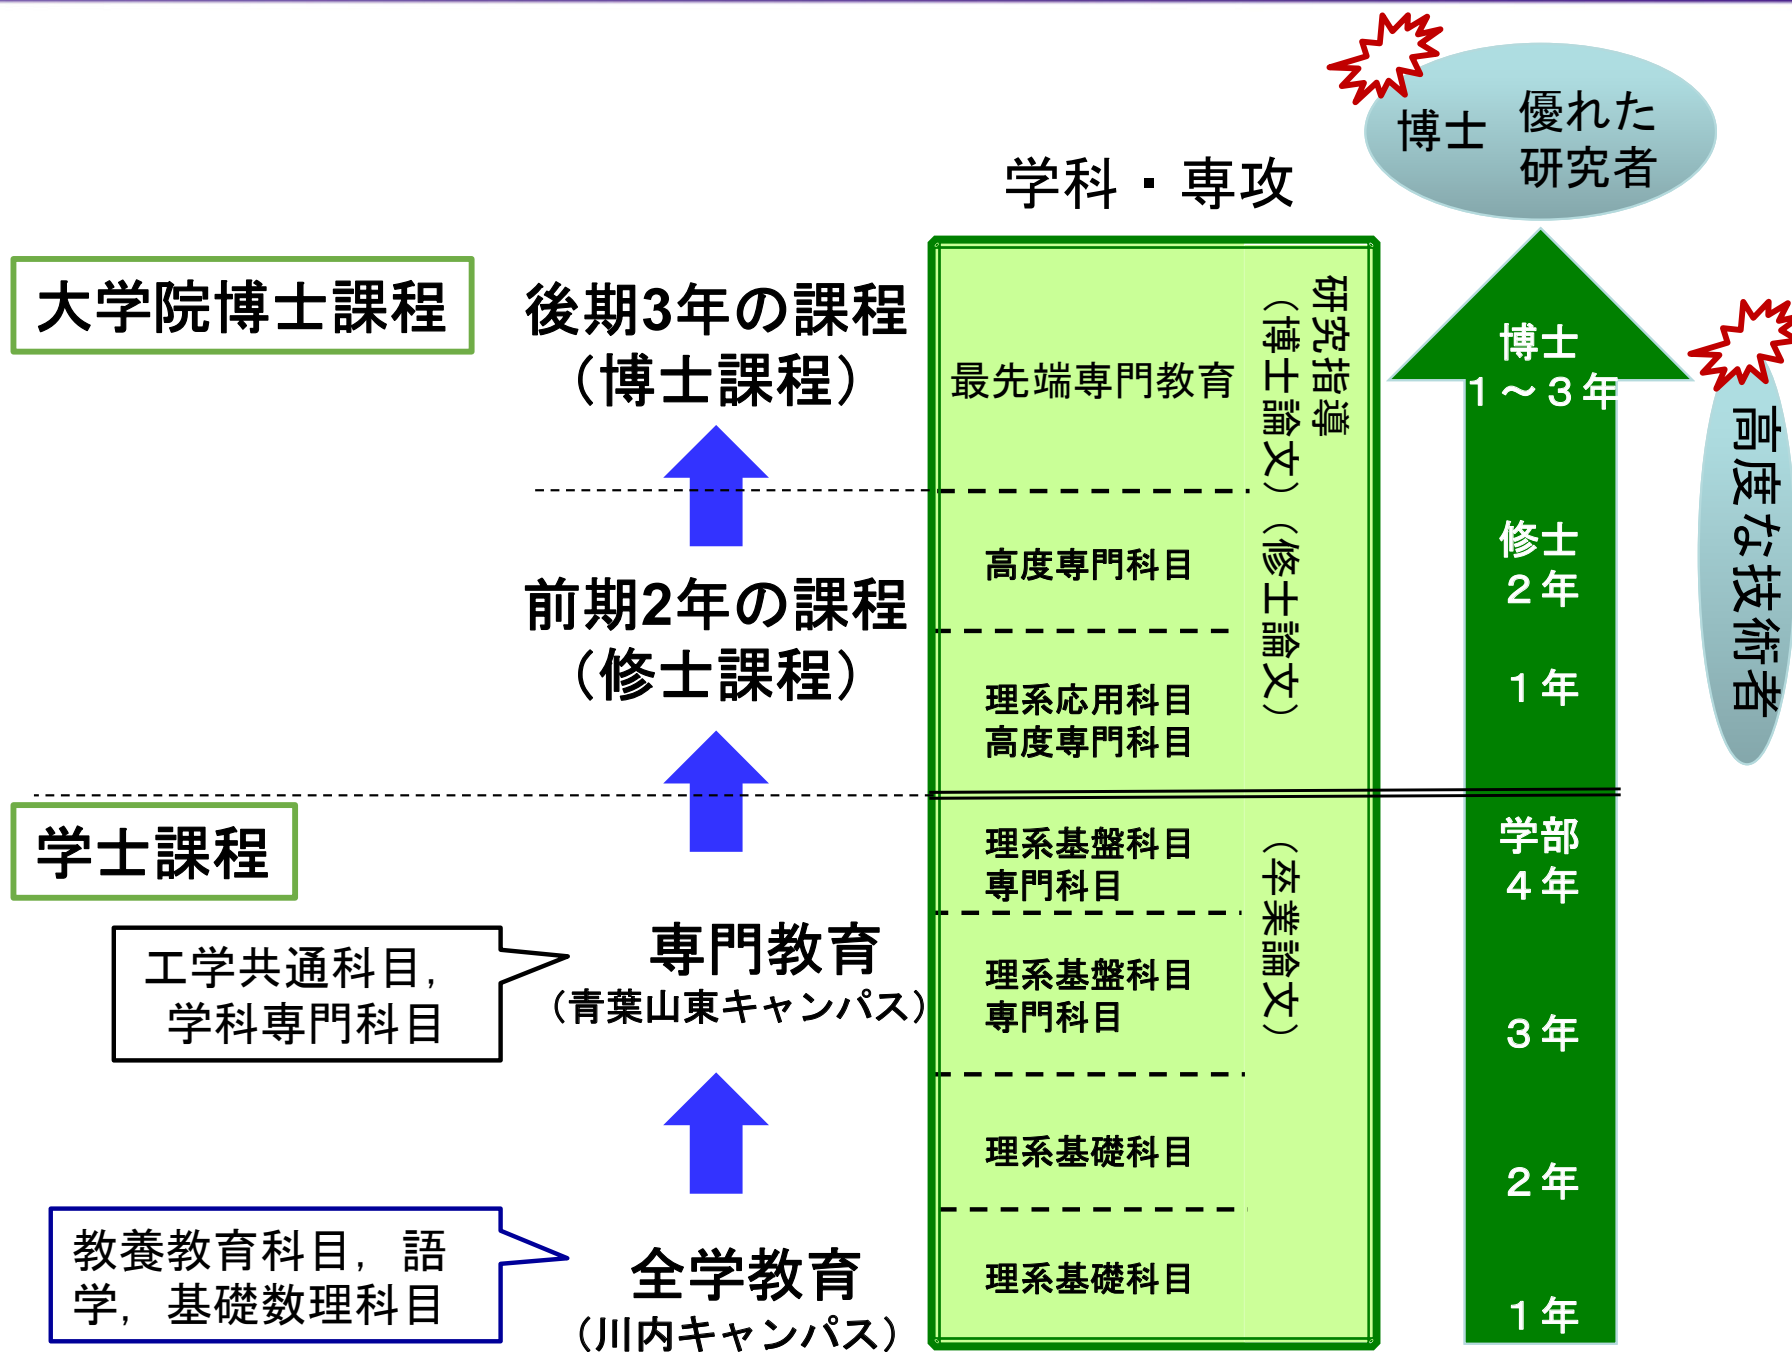 博士
優れた
研究者
学科・専攻
大学院博士課程
後期3年の課程
（博士課程）
最先端専門教育
研究指導
（博士論文）
博士
１～３年
高度な技術者
前期2年の課程
（修士課程）
高度専門科目
（修士論文）
修士
２年
理系応用科目
高度専門科目
１年
学士課程
理系基盤科目
専門科目
（卒業論文）
学部
４年
工学共通科目，
学科専門科目
専門教育
（青葉山東キャンパス）
理系基盤科目
専門科目
３年
理系基礎科目
２年
教養教育科目，語
学，基礎数理科目
全学教育
（川内キャンパス）
理系基礎科目
１年